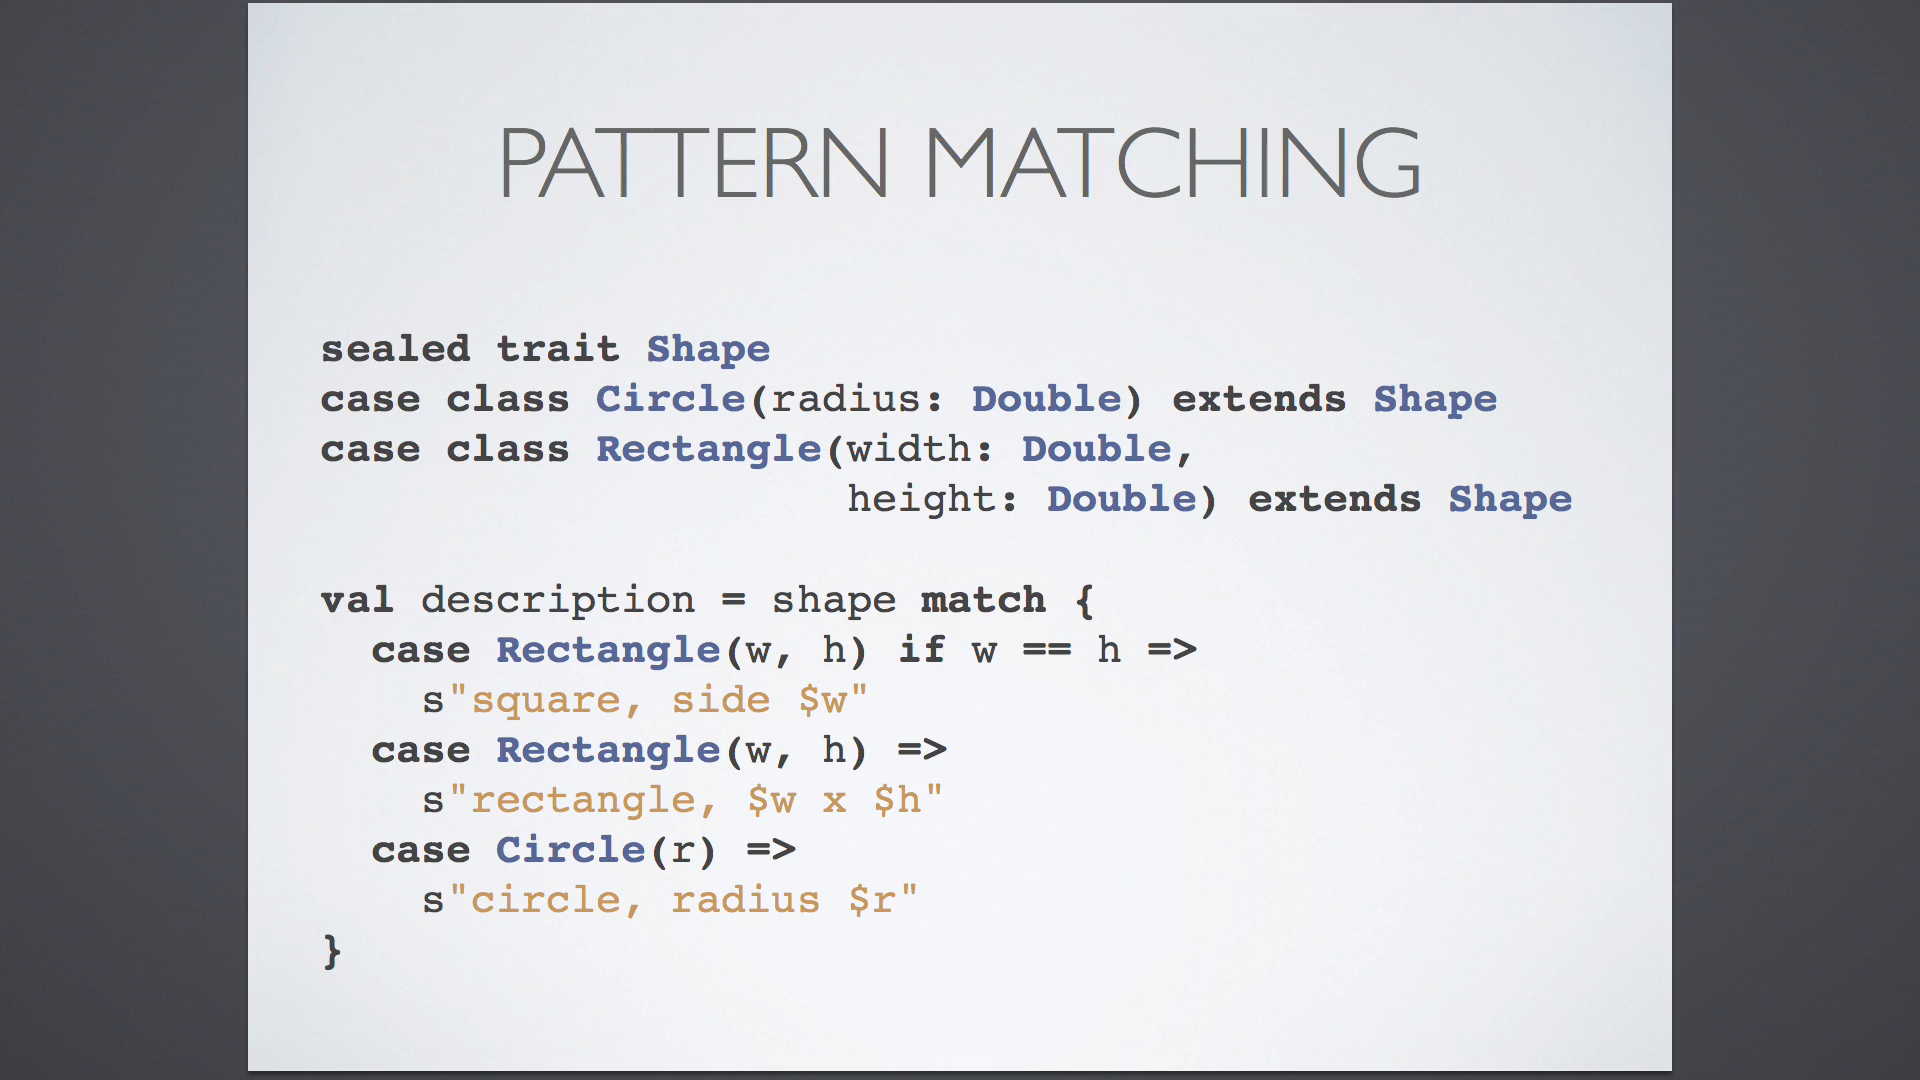 PATTERN MATCHING
sealed trait Shape
case class Circle(radius: Double) extends Shape
case class Rectangle(width: Double,
                     height: Double) extends Shape

val description = shape match {
  case Rectangle(w, h) if w == h =>
    s"square, side $w"
  case Rectangle(w, h) =>
    s"rectangle, $w x $h"
  case Circle(r) =>
    s"circle, radius $r"
}